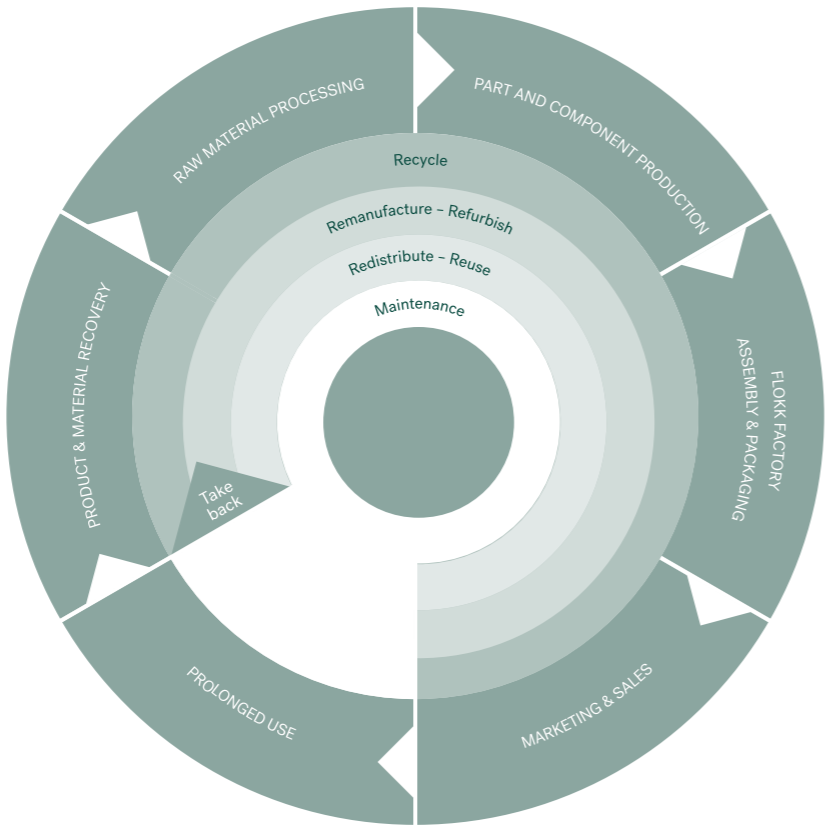 RAW MATERIAL PROCESSING
PART AND COMPONENT PRODUCTION
Recycle
Remanufacture – Refurbish
Redistribute – Reuse
Maintenance
PRODUCT & MATERIAL RECOVERY
FLOKK FACTORY
ASSEMBLY & PACKAGING
Take
back
PROLONGED USE
MARKETING & SALES